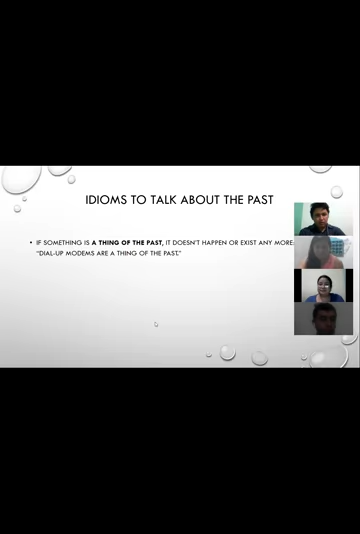 IDIOMS TO TALK ABOUT THE PAST
• IF SOMETHING IS A THING OF THE PAST, IT DOESN'T HAPPEN OR EXIST ANY MORE:
"DIAL-UP MODEMS ARE A THING OF THE PAST."